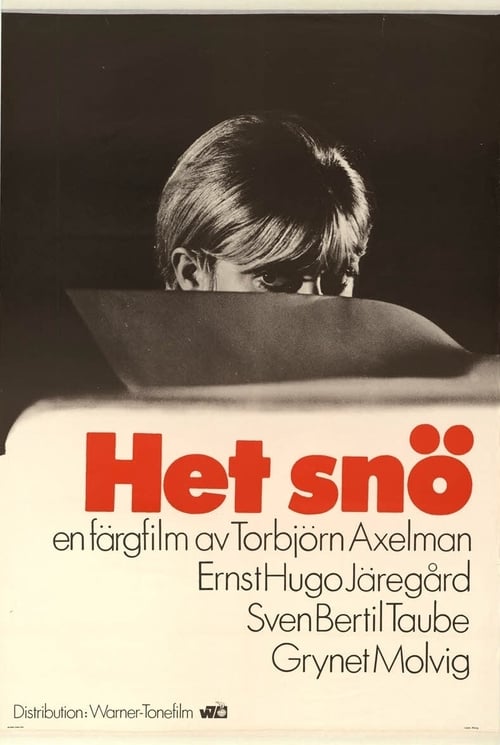 Het snö
en färgfilm av Torbjörn Axelman
Ernst Hugo Järegård
Sven Bertil Taube
Grynet Molvig
Distribution: Warner-Tonefilm